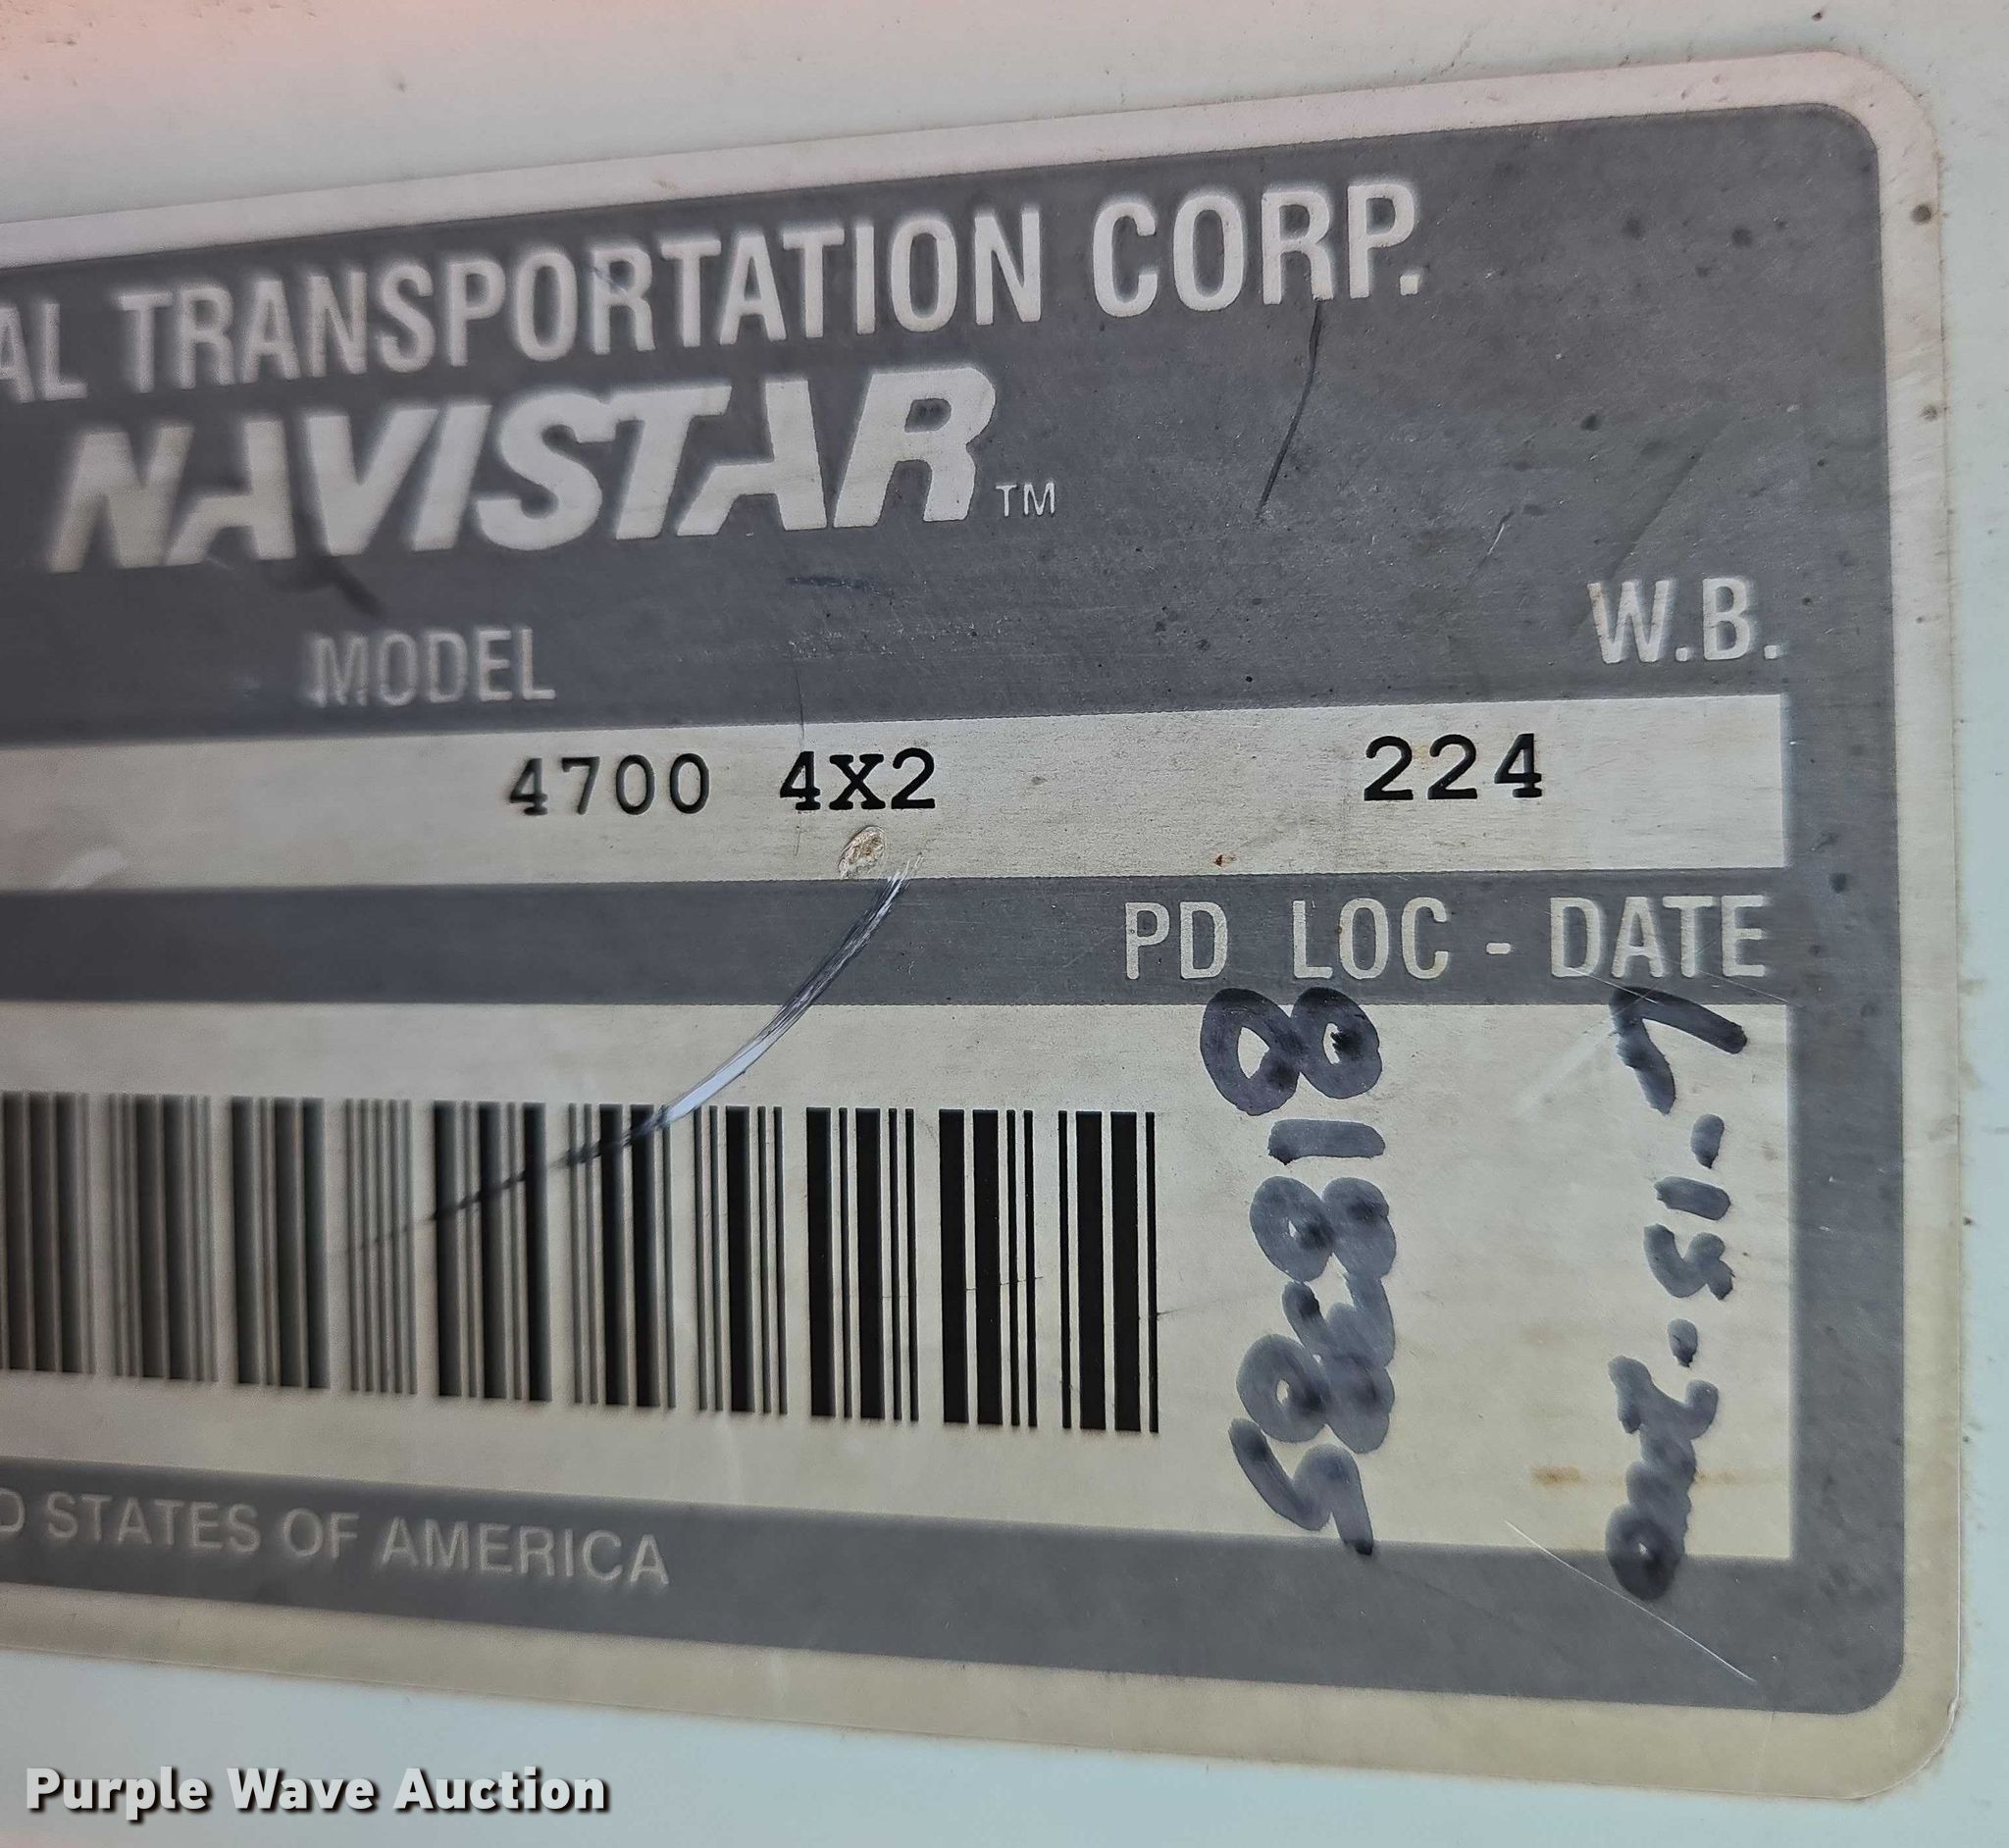 AL TRANSPORTATION CORP.
NAVISTAR™
MODEL
W.B.
4700 4X2
224
PD LOC - DATE
STATES OF AMERICA
Purple Wave Auction